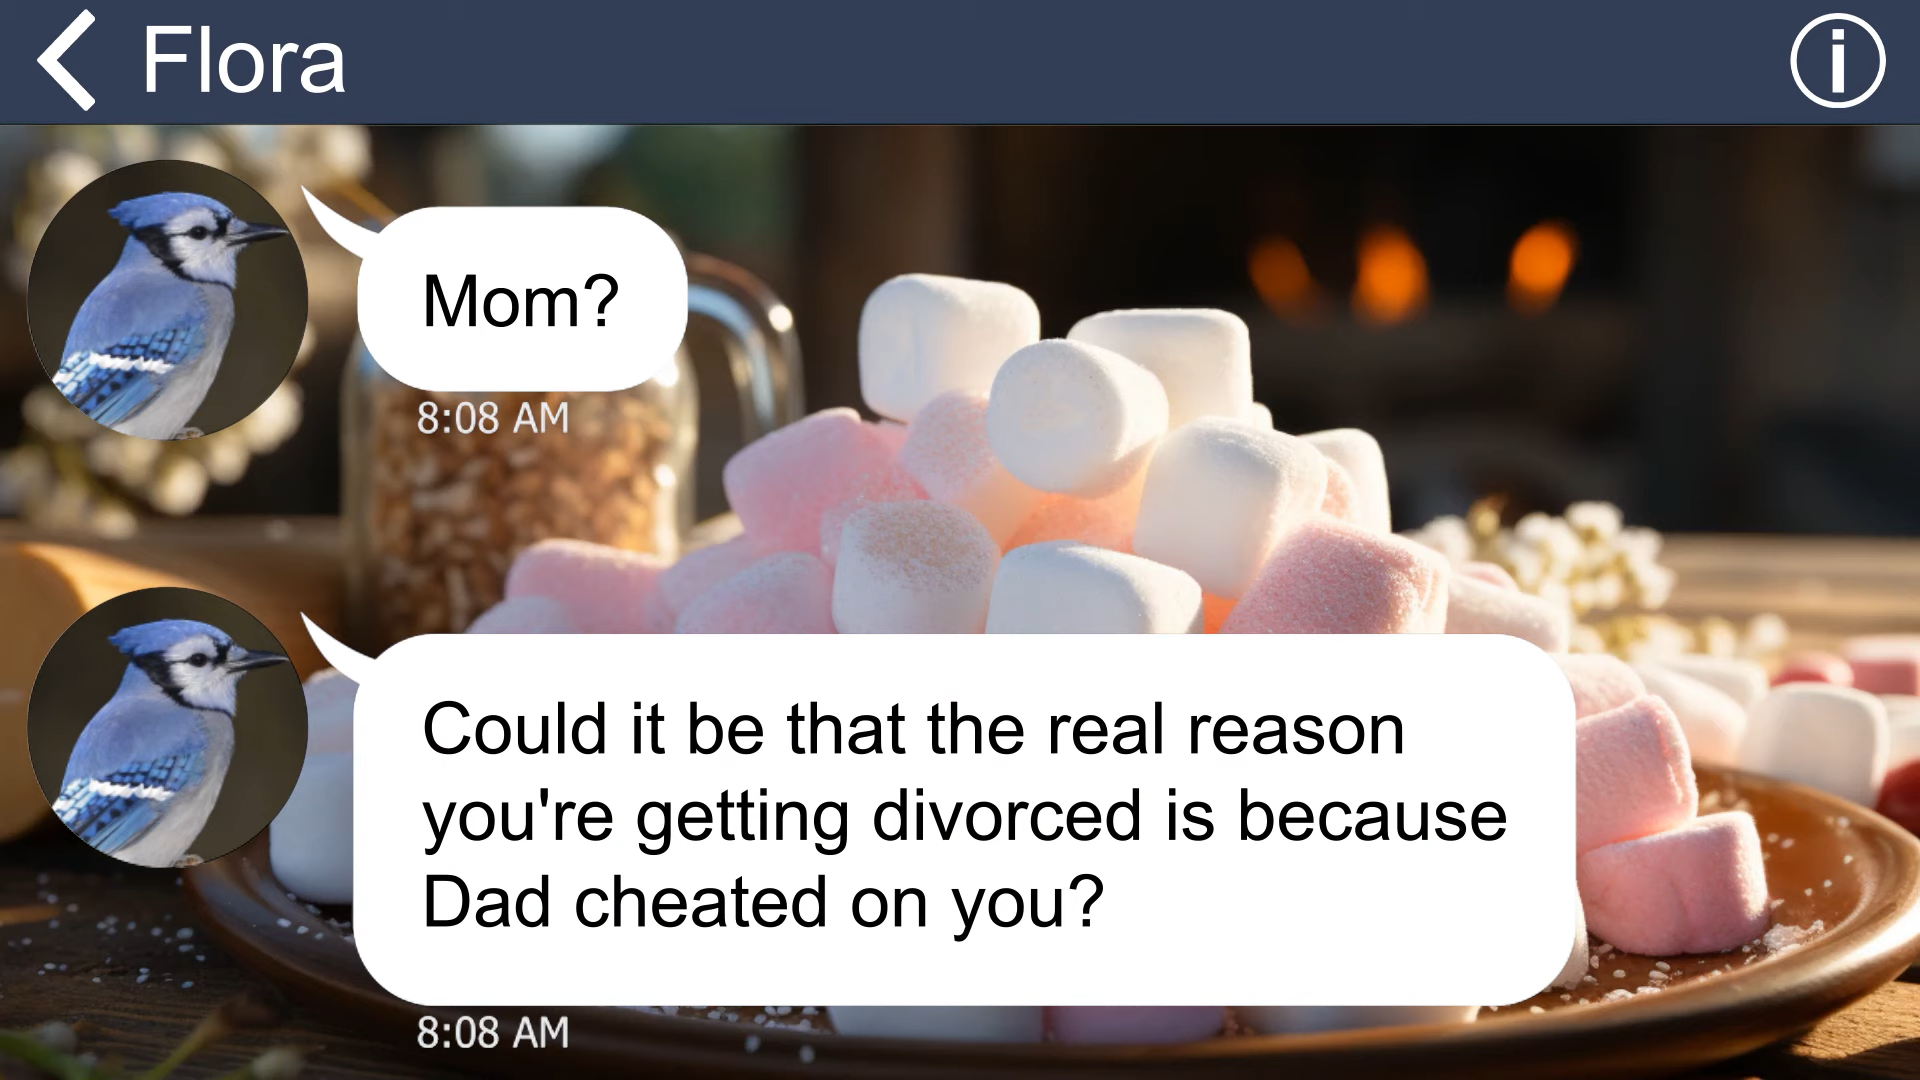 Flora
Mom?
8:08 AM
Could it be that the real reason
you're getting divorced is because
Dad cheated on you?
8:08 AM